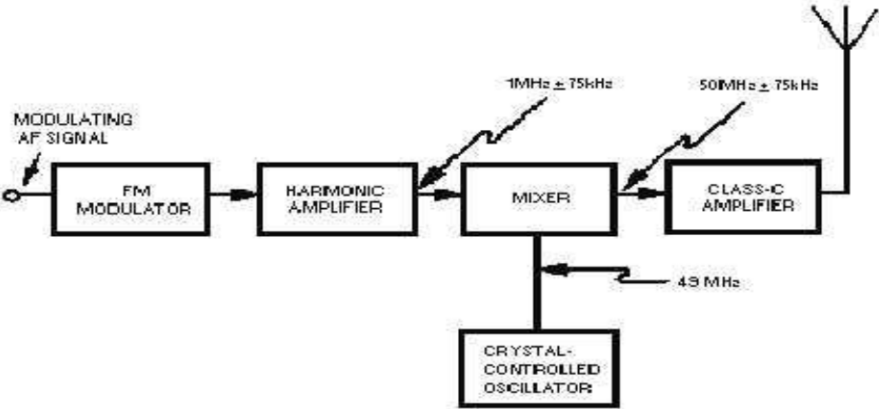 1MHz ± 75kHz
50MHz ± 75kHz
MODULATING
AF SIGNAL
FM
MODULATOR
HARMONIC
AMPLIFIER
MIXER
CLASS-C
AMPLIFIER
49 MHz
CRYSTAL-
CONTROLLED
OSCILLATOR